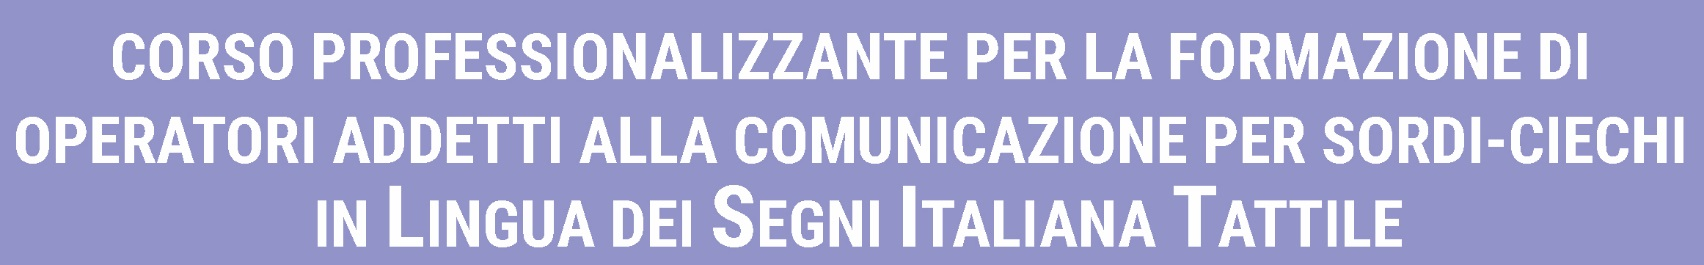 CORSO PROFESSIONALIZZANTE PER LA FORMAZIONE DI
OPERATORI ADDETTI ALLA COMUNICAZIONE PER SORDI-CIECHI
IN LINGUA DEI SEGNI ITALIANA TATTILE